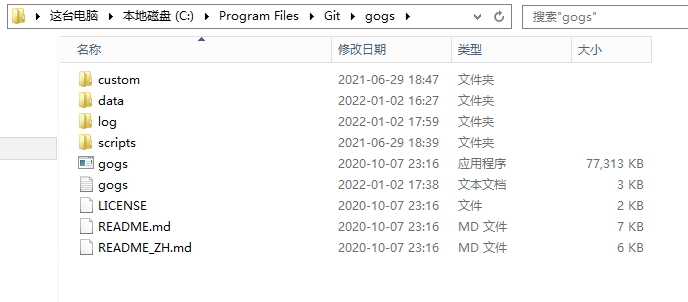 这台电脑 本地磁盘 (C:) Program Files Git gogs 搜索"gogs"
名称 修改日期 类型 大小
custom 2021-06-29 18:47 文件夹
data 2022-01-02 16:27 文件夹
log 2022-01-02 17:59 文件夹
scripts 2021-06-29 18:39 文件夹
gogs 2020-10-07 23:16 应用程序 77,313 KB
gogs 2022-01-02 17:38 文本文档 3 KB
LICENSE 2020-10-07 23:16 文件 2 KB
README.md 2020-10-07 23:16 MD 文件 7 KB
README_ZH.md 2020-10-07 23:16 MD 文件 6 KB